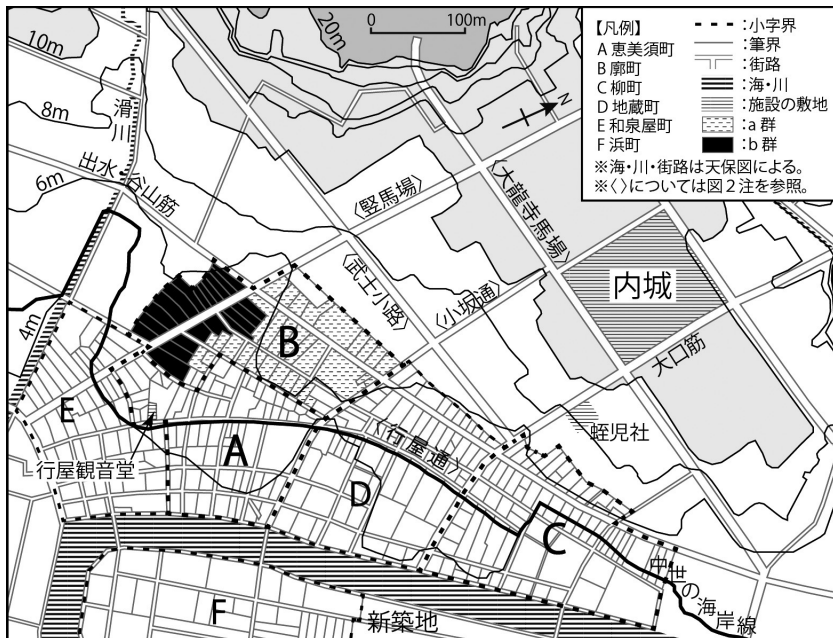 0 100m
20m
10m
8m
6m
4m
滑川
出水
谷山筋
N
〈竪馬場〉
〈大龍寺馬場〉
〈武士小路〉
〈小坂通〉
内城
大口筋
蛭児社
〈行屋通〉
行屋観音堂
A
B
C
D
E
F
新築地
中世の海岸線
【凡例】
A 恵美須町
B 廓町
C 柳町
D 地蔵町
E 和泉屋町
F 浜町
:小字界
:筆界
:街路
:海・川
:施設の敷地
:a 群
:b 群
※海・川・街路は天保図による。
※〈 〉については図2注を参照。